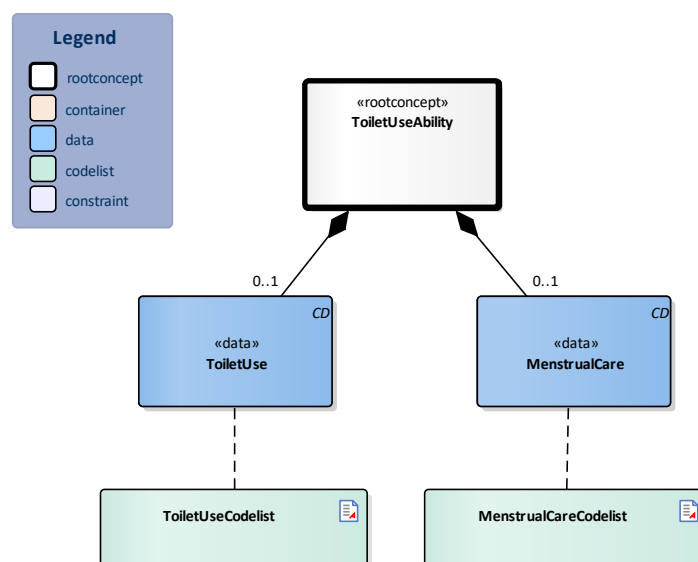 Legend
rootconcept
container
data
codelist
constraint
«rootconcept»
ToiletUseAbility
0..1
0..1
CD
«data»
ToiletUse
CD
«data»
MenstrualCare
ToiletUseCodelist
MenstrualCareCodelist